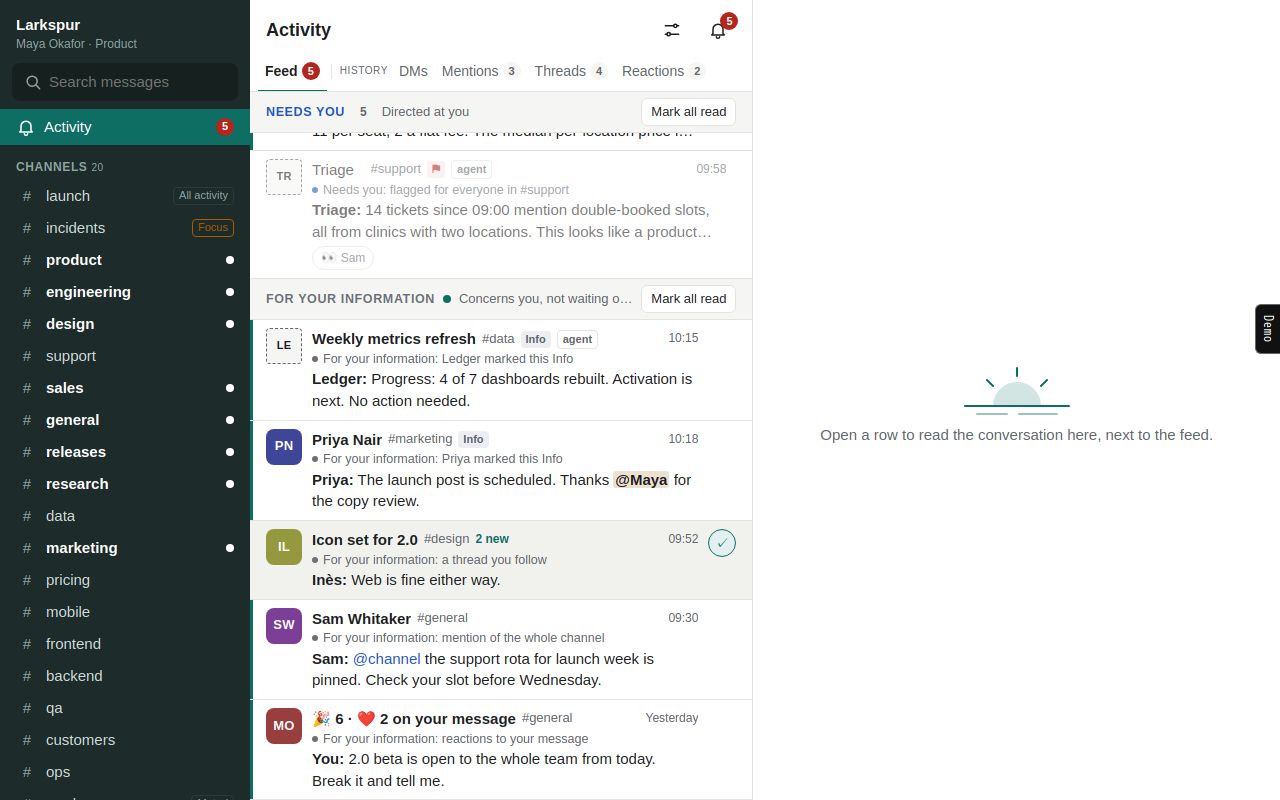 Larkspur
Maya Okafor · Product
Search messages
Activity 5
CHANNELS 20
# launch All activity
# incidents Focus
# product
# engineering
# design
# support
# sales
# general
# releases
# research
# data
# marketing
# pricing
# mobile
# frontend
# backend
# qa
# customers
# ops
Activity 5
Feed 5 HISTORY DMs Mentions 3 Threads 4 Reactions 2
NEEDS YOU 5 Directed at you Mark all read
TR Triage #support agent 09:58
Needs you: flagged for everyone in #support
Triage: 14 tickets since 09:00 mention double-booked slots,
all from clinics with two locations. This looks like a product…
👀 Sam
FOR YOUR INFORMATION Concerns you, not waiting o… Mark all read
LE Weekly metrics refresh #data Info agent 10:15
For your information: Ledger marked this Info
Ledger: Progress: 4 of 7 dashboards rebuilt. Activation is
next. No action needed.
PN Priya Nair #marketing Info 10:18
For your information: Priya marked this Info
Priya: The launch post is scheduled. Thanks @Maya for
the copy review.
IL Icon set for 2.0 #design 2 new 09:52 ✓
For your information: a thread you follow
Inès: Web is fine either way.
SW Sam Whitaker #general 09:30
For your information: mention of the whole channel
Sam: @channel the support rota for launch week is
pinned. Check your slot before Wednesday.
MO 🎉 6 · ❤️ 2 on your message #general Yesterday
For your information: reactions to your message
You: 2.0 beta is open to the whole team from today.
Break it and tell me.
Open a row to read the conversation here, next to the feed.
Demo